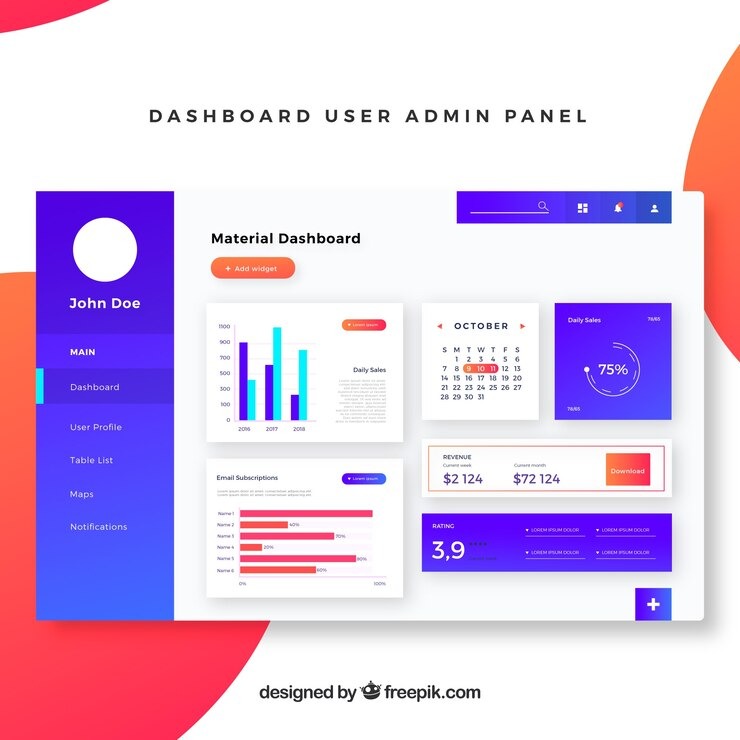 DASHBOARD USER ADMIN PANEL
John Doe
MAIN
Dashboard
User Profile
Table List
Maps
Notifications
Material Dashboard
+ Add widget
1100
900
700
500
300
100
0
2016 2017 2018
Lorem ipsum
Daily Sales
OCTOBER
S M T W T F S
1 2 3 4 5 6
7 8 9 10 11 12 13
14 15 16 17 18 19 20
21 22 23 24 25 26 27
28 29 30 31
Daily Sales 78/65
75%
78/65
REVENUE
Current week Current month
$2 124 $72 124
Download
Email Subscriptions
Lorem ipsum
Name 1
Name 2 40%
Name 3 70%
Name 4 20%
Name 5 80%
Name 6 60%
0% 100%
RATING
3,9
LOREM IPSUM DOLOR LOREM IPSUM DOLOR
LOREM IPSUM DOLOR LOREM IPSUM DOLOR
+
designed by freepik.com